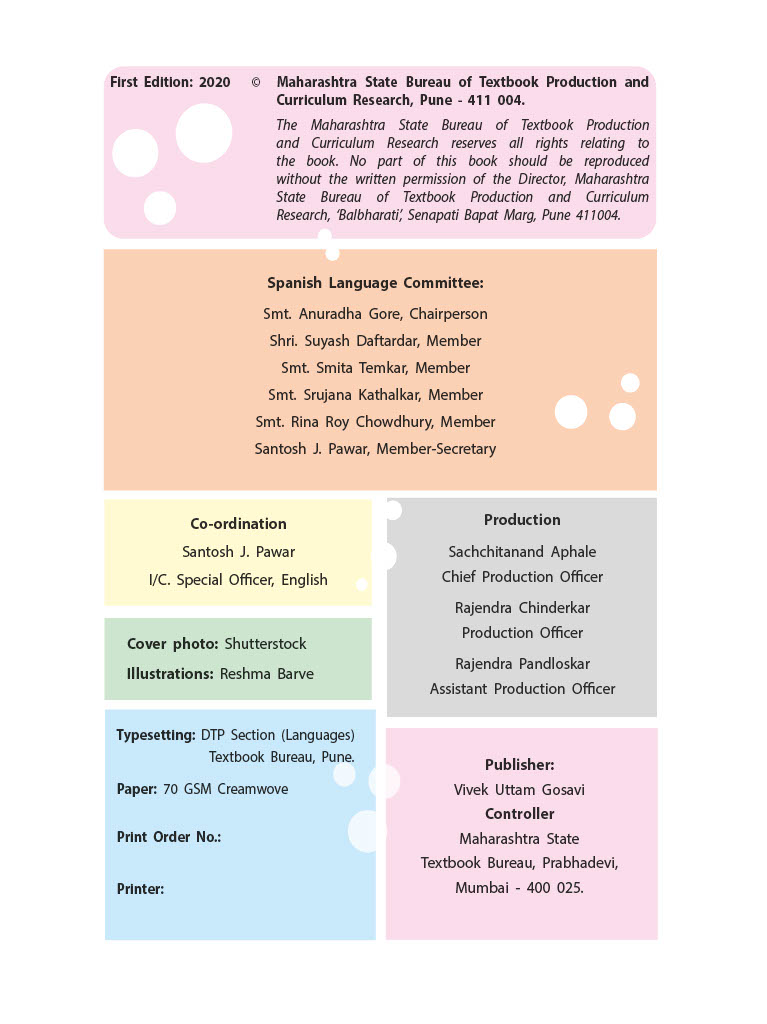 First Edition: 2020 © Maharashtra State Bureau of Textbook Production and
Curriculum Research, Pune - 411 004.
The Maharashtra State Bureau of Textbook Production
and Curriculum Research reserves all rights relating to
the book. No part of this book should be reproduced
without the written permission of the Director, Maharashtra
State Bureau of Textbook Production and Curriculum
Research, ‘Balbharati’, Senapati Bapat Marg, Pune 411004.
Spanish Language Committee:
Smt. Anuradha Gore, Chairperson
Shri. Suyash Daftardar, Member
Smt. Smita Temkar, Member
Smt. Srujana Kathalkar, Member
Smt. Rina Roy Chowdhury, Member
Santosh J. Pawar, Member-Secretary
Co-ordination
Santosh J. Pawar
I/C. Special Officer, English
Cover photo: Shutterstock
Illustrations: Reshma Barve
Typesetting: DTP Section (Languages)
Textbook Bureau, Pune.
Paper: 70 GSM Creamwove
Print Order No.:
Printer:
Production
Sachchitanand Aphale
Chief Production Officer
Rajendra Chinderkar
Production Officer
Rajendra Pandloskar
Assistant Production Officer
Publisher:
Vivek Uttam Gosavi
Controller
Maharashtra State
Textbook Bureau, Prabhadevi,
Mumbai - 400 025.